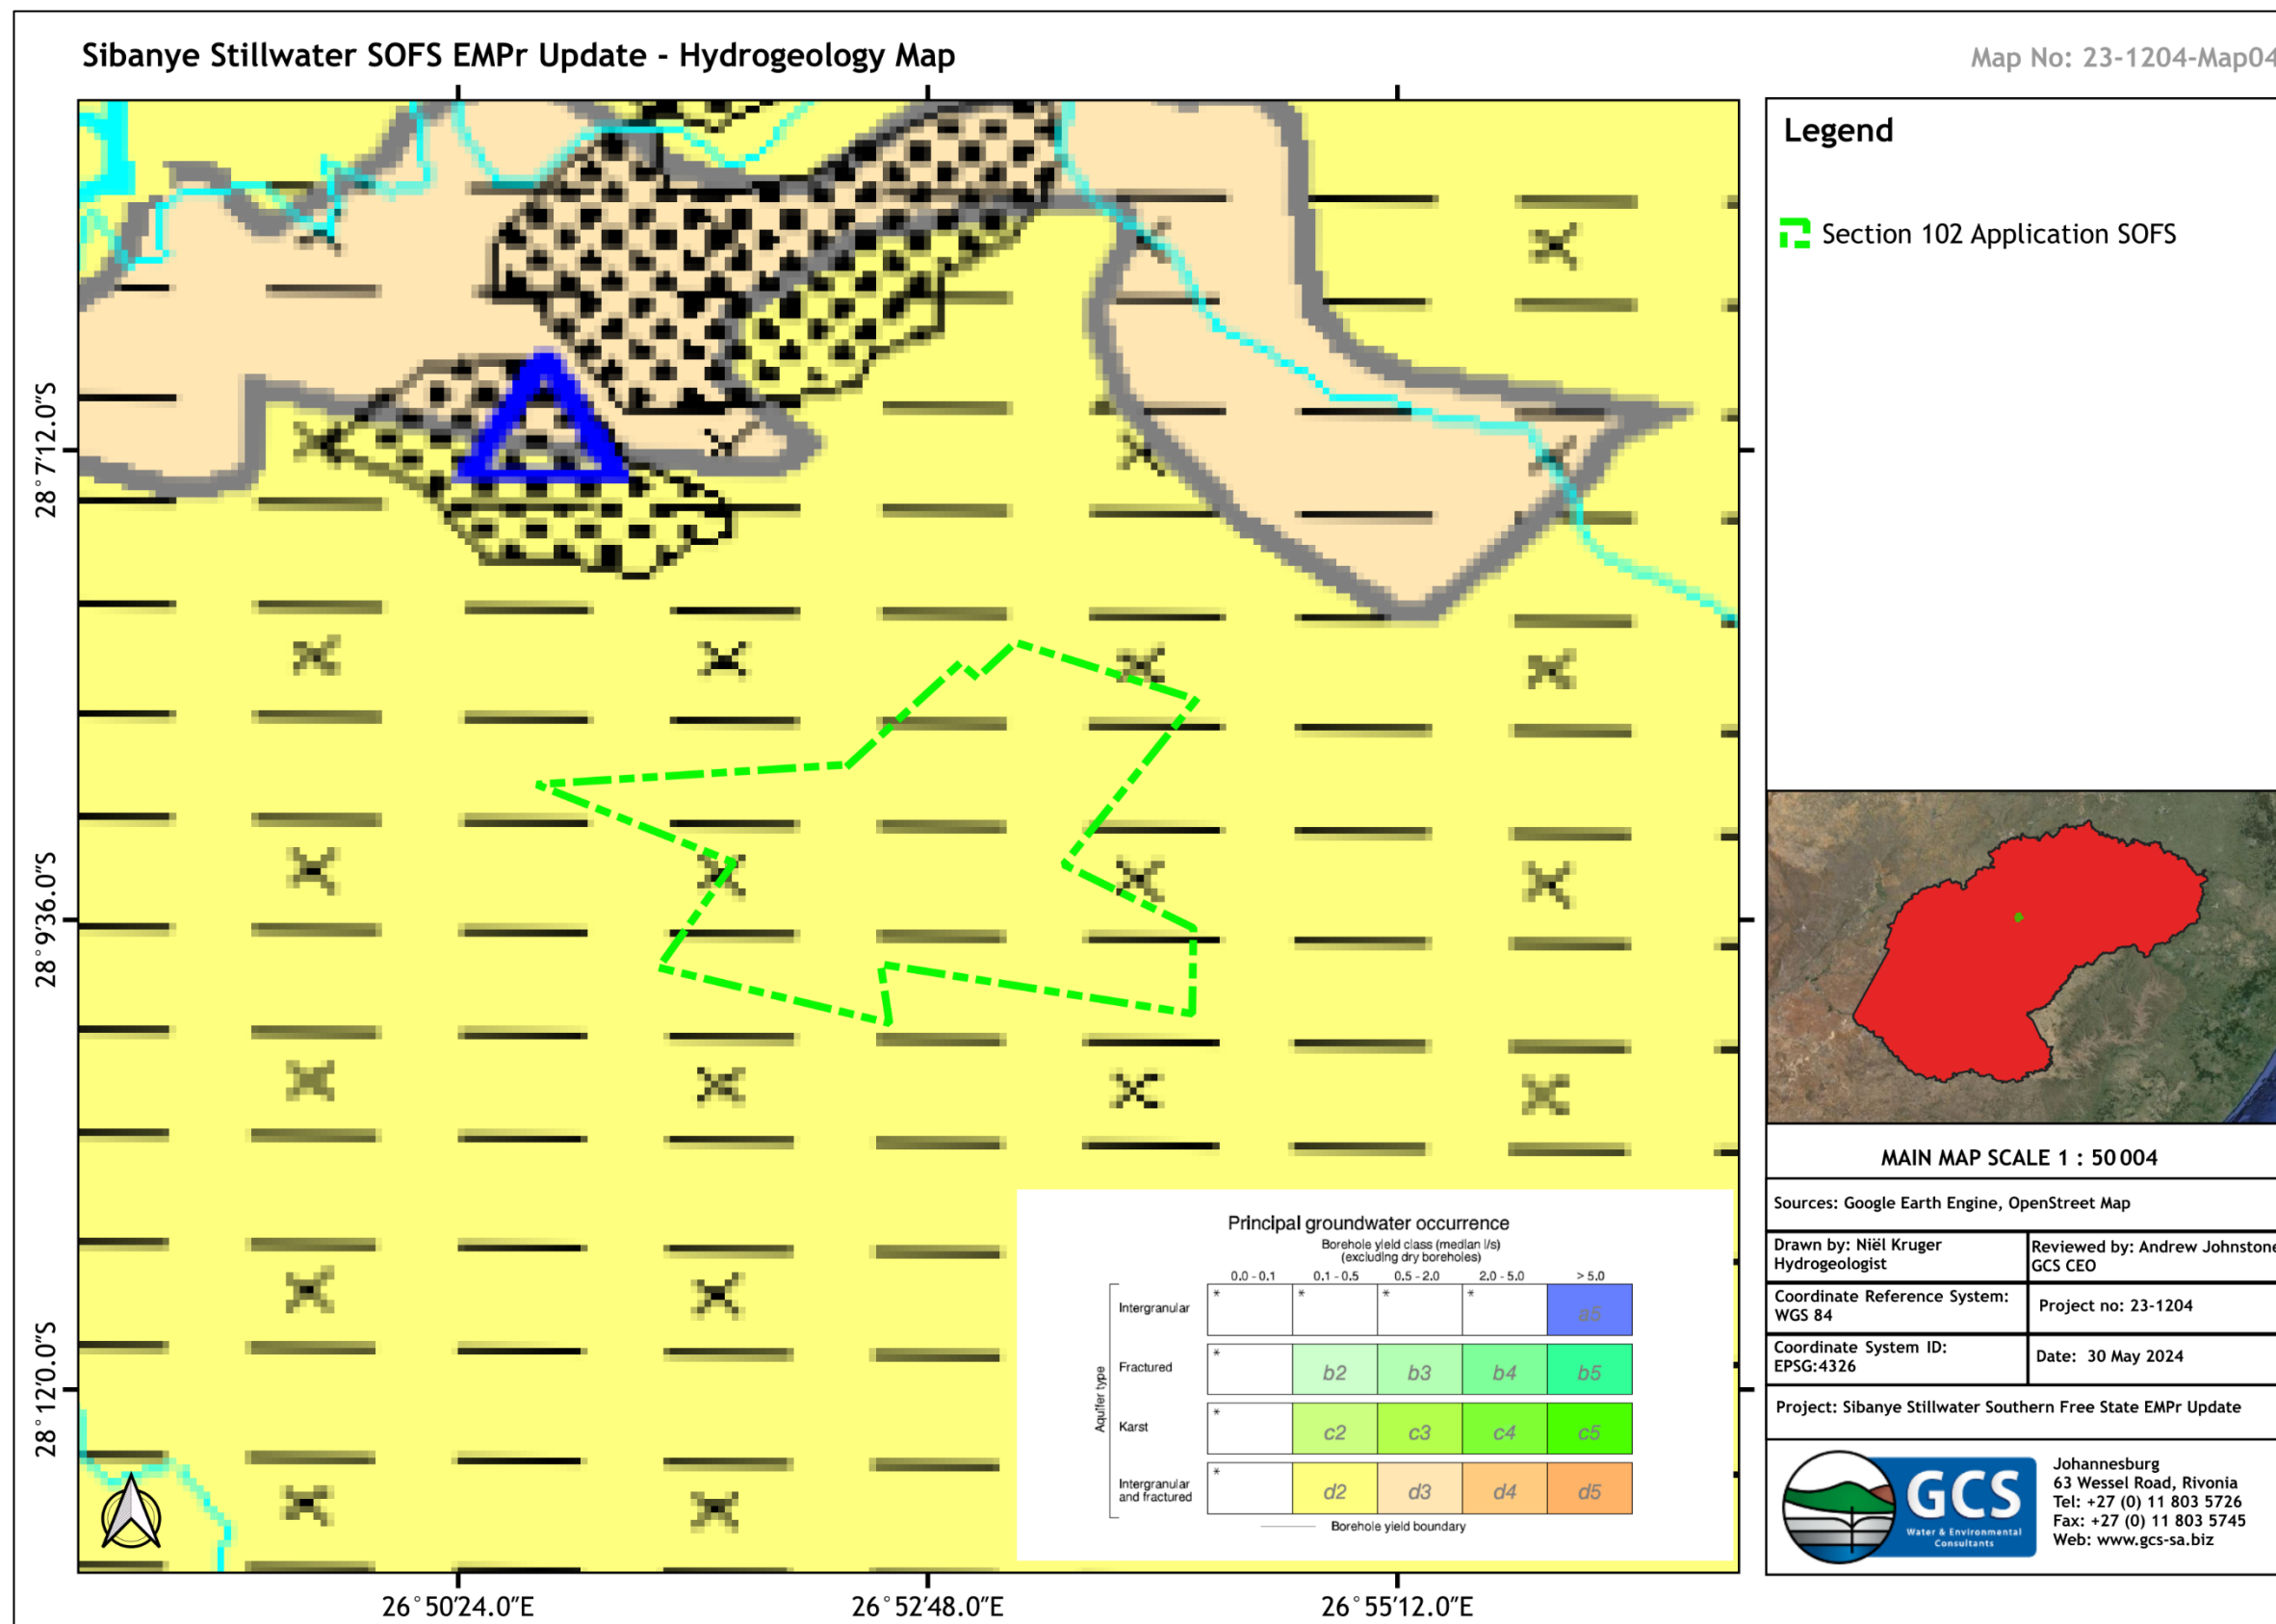 Sibanye Stillwater SOFS EMPr Update - Hydrogeology Map
Map No: 23-1204-Map04
28°7'12.0"S
28°9'36.0"S
28°12'0.0"S
26°50'24.0"E
26°52'48.0"E
26°55'12.0"E
Principal groundwater occurrence
Borehole yield class (median l/s)
(excluding dry boreholes)
0.0 - 0.1 0.1 - 0.5 0.5 - 2.0 2.0 - 5.0 > 5.0
Aquifer type
Intergranular * * * * a5
Fractured * b2 b3 b4 b5
Karst * c2 c3 c4 c5
Intergranular
and fractured * d2 d3 d4 d5
Borehole yield boundary
Legend
Section 102 Application SOFS
MAIN MAP SCALE 1 : 50 004
Sources: Google Earth Engine, OpenStreet Map
Drawn by: Niël Kruger
Hydrogeologist
Reviewed by: Andrew Johnstone
GCS CEO
Coordinate Reference System:
WGS 84
Project no: 23-1204
Coordinate System ID:
EPSG:4326
Date: 30 May 2024
Project: Sibanye Stillwater Southern Free State EMPr Update
GCS
Water & Environmental
Consultants
Johannesburg
63 Wessel Road, Rivonia
Tel: +27 (0) 11 803 5726
Fax: +27 (0) 11 803 5745
Web: www.gcs-sa.biz